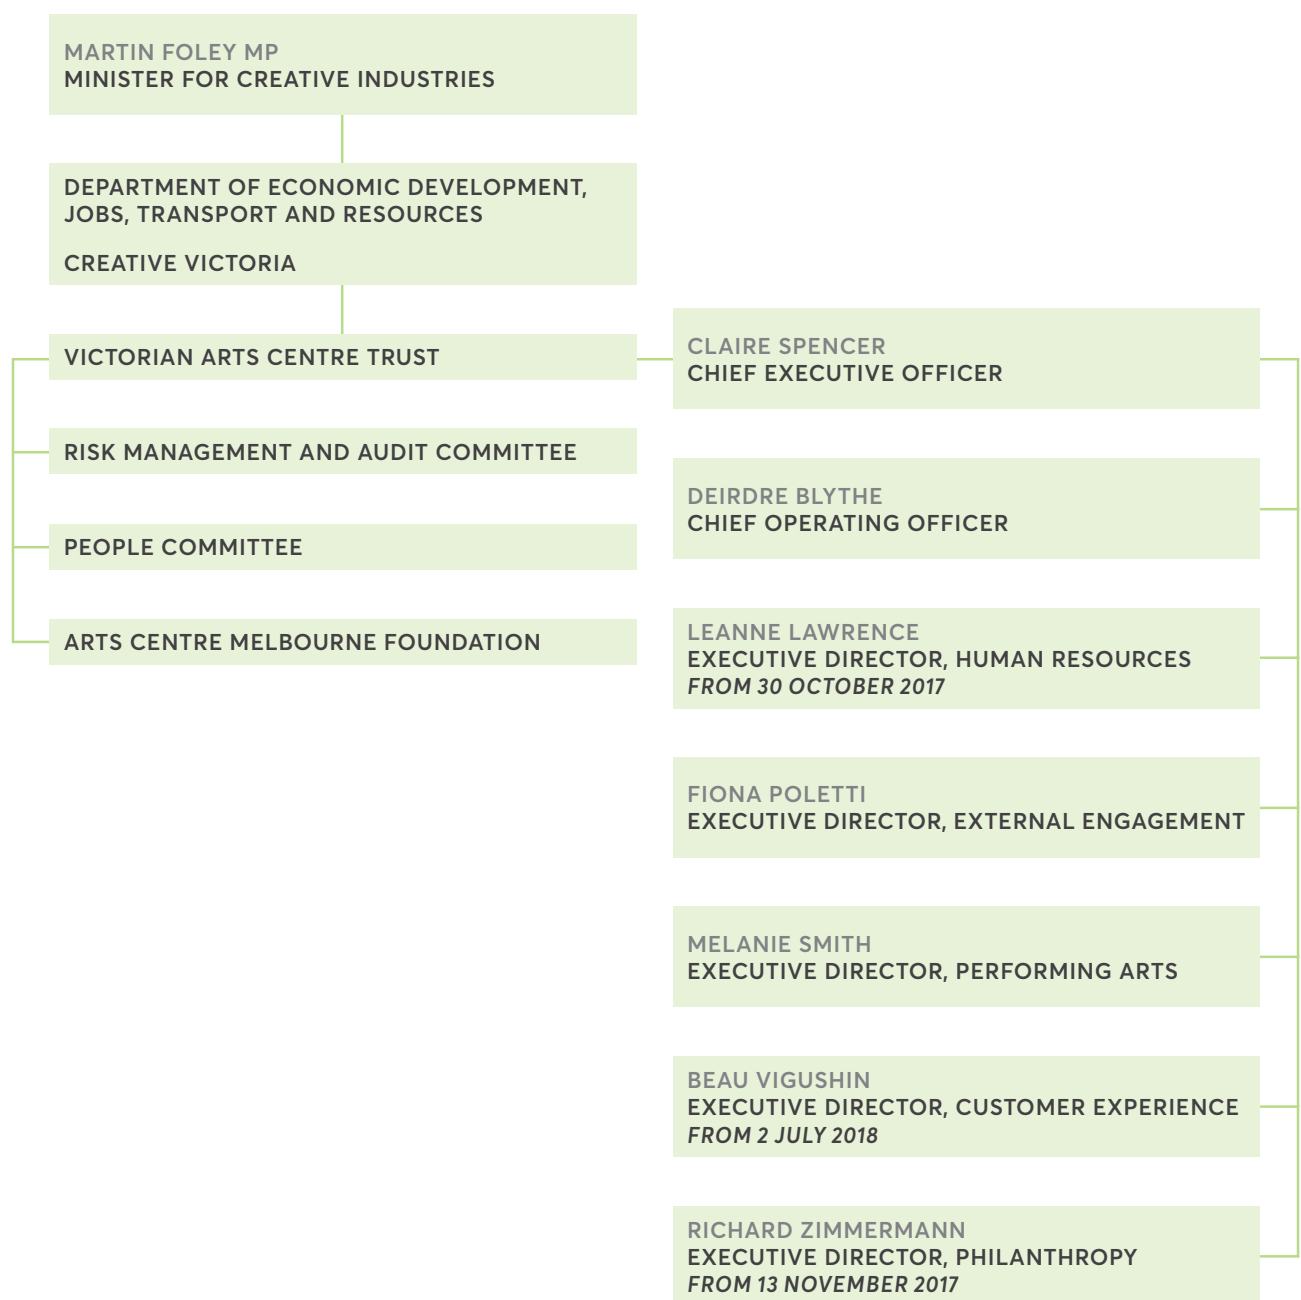 MARTIN FOLEY MP
MINISTER FOR CREATIVE INDUSTRIES
DEPARTMENT OF ECONOMIC DEVELOPMENT,
JOBS, TRANSPORT AND RESOURCES
CREATIVE VICTORIA
VICTORIAN ARTS CENTRE TRUST
RISK MANAGEMENT AND AUDIT COMMITTEE
PEOPLE COMMITTEE
ARTS CENTRE MELBOURNE FOUNDATION
CLAIRE SPENCER
CHIEF EXECUTIVE OFFICER
DEIRDRE BLYTHE
CHIEF OPERATING OFFICER
LEANNE LAWRENCE
EXECUTIVE DIRECTOR, HUMAN RESOURCES
FROM 30 OCTOBER 2017
FIONA POLETTI
EXECUTIVE DIRECTOR, EXTERNAL ENGAGEMENT
MELANIE SMITH
EXECUTIVE DIRECTOR, PERFORMING ARTS
BEAU VIGUSHIN
EXECUTIVE DIRECTOR, CUSTOMER EXPERIENCE
FROM 2 JULY 2018
RICHARD ZIMMERMANN
EXECUTIVE DIRECTOR, PHILANTHROPY
FROM 13 NOVEMBER 2017